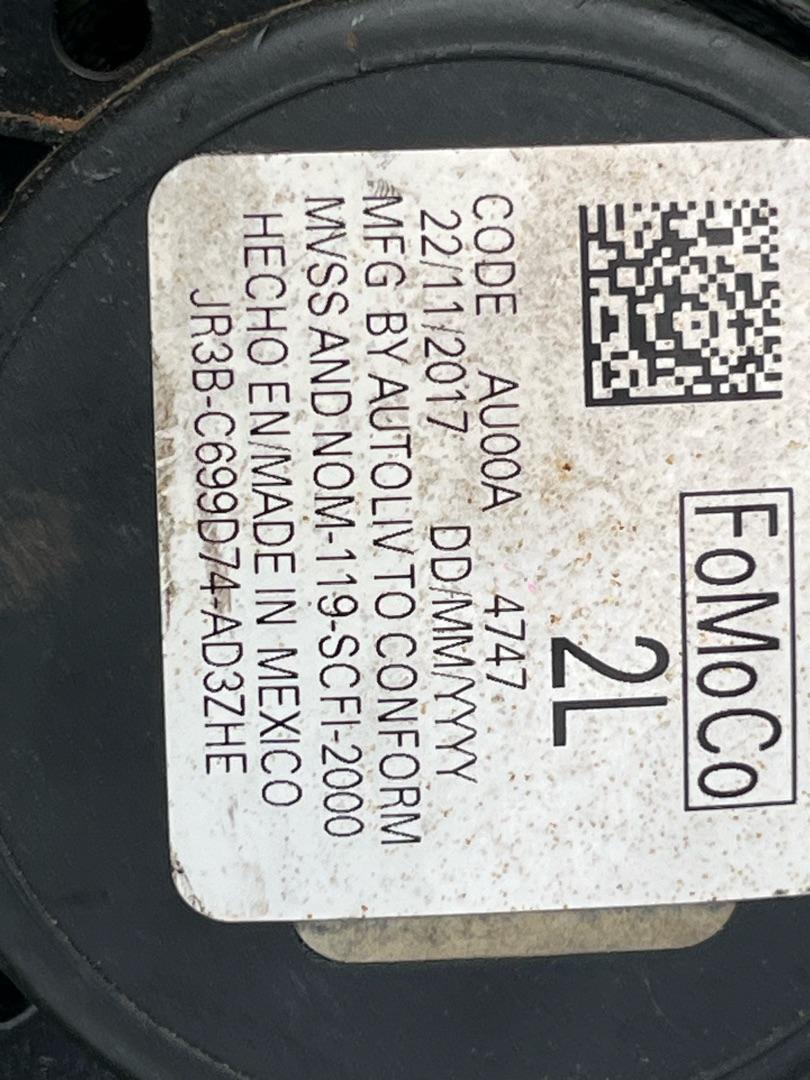 FoMoCo
2L
CODE AU00A 4747
22/11/2017 DD/MM/YYYY
MFG BY AUTOLIV TO CONFORM
MVSS AND NOM-119-SCFI-2000
HECHO EN/MADE IN MEXICO
JR3B-C699D74-AD3ZHE